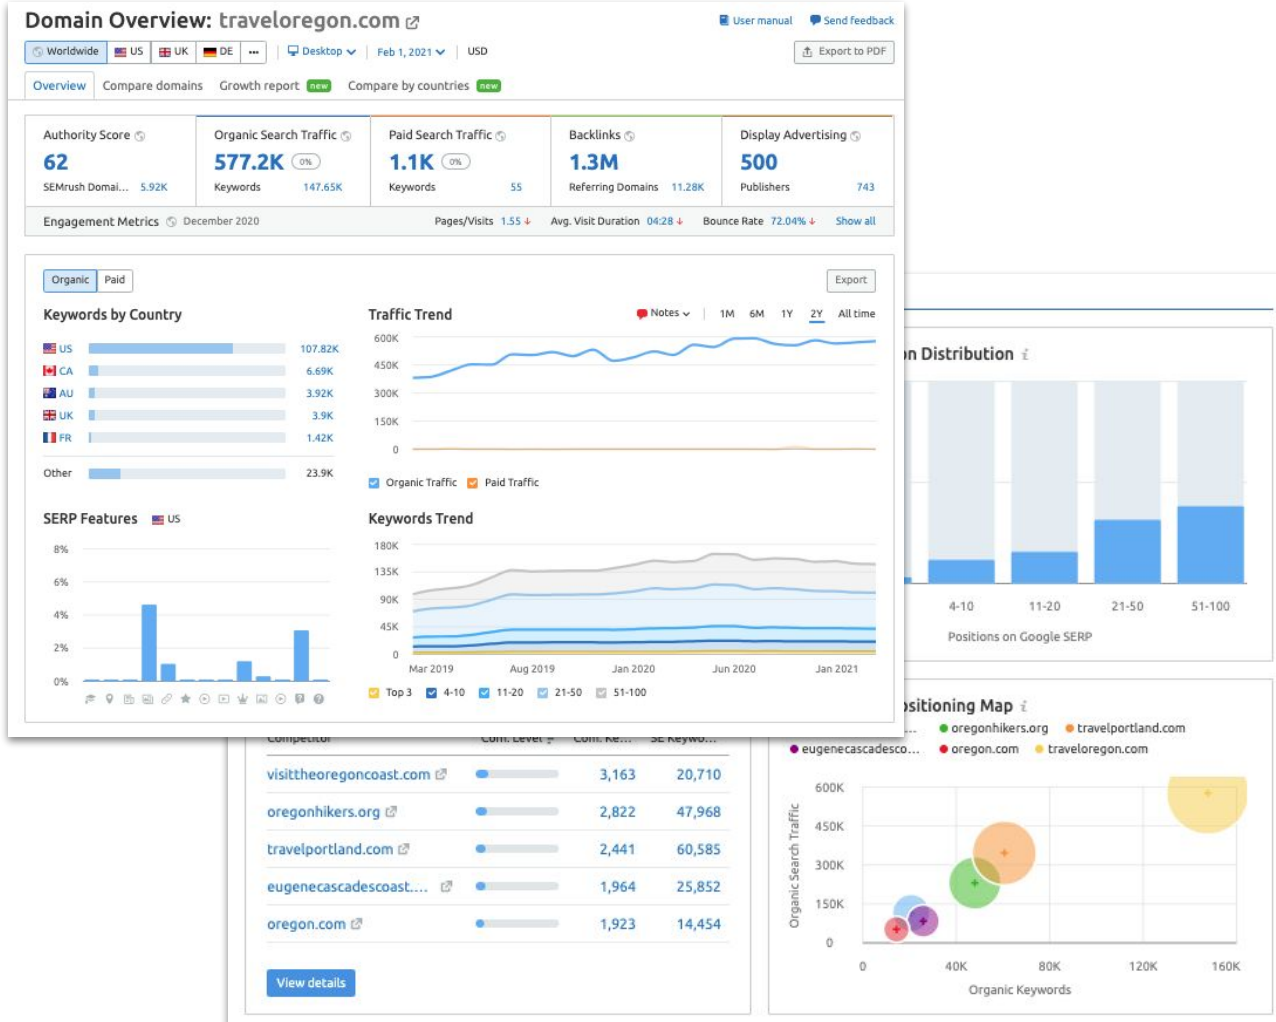 Domain Overview: traveloregon.com
User manual Send feedback
Worldwide US UK DE ... Desktop Feb 1, 2021 USD Export to PDF
Overview Compare domains Growth report new Compare by countries new
Authority Score Organic Search Traffic Paid Search Traffic Backlinks Display Advertising
62 577.2K 0% 1.1K 0% 1.3M 500
SEMrush Domai... 5.92K Keywords 147.65K Keywords 55 Referring Domains 11.28K Publishers 743
Engagement Metrics December 2020 Pages/Visits 1.55 ↓ Avg. Visit Duration 04:28 ↓ Bounce Rate 72.04% ↓ Show all
Organic Paid Export
Keywords by Country
US 107.82K
CA 6.69K
AU 3.92K
UK 3.9K
FR 1.42K
Other 23.9K
Traffic Trend Notes 1M 6M 1Y 2Y All time
600K
450K
300K
150K
0
Organic Traffic Paid Traffic
SERP Features US
8%
6%
4%
2%
0%
Keywords Trend
180K
135K
90K
45K
0
Mar 2019 Aug 2019 Jan 2020 Jun 2020 Jan 2021
Top 3 4-10 11-20 21-50 51-100
on Distribution i
4-10 11-20 21-50 51-100
Positions on Google SERP
Competitor Com. Level Com. Ke... SE Keywo...
visittheoregoncoast.com 3,163 20,710
oregonhikers.org 2,822 47,968
travelportland.com 2,441 60,585
eugenecascadescoast.... 1,964 25,852
oregon.com 1,923 14,454
View details
sitioning Map i
... oregonhikers.org travelportland.com
eugenecascadesco... oregon.com traveloregon.com
Organic Search Traffic
600K
450K
300K
150K
0
0 40K 80K 120K 160K
Organic Keywords